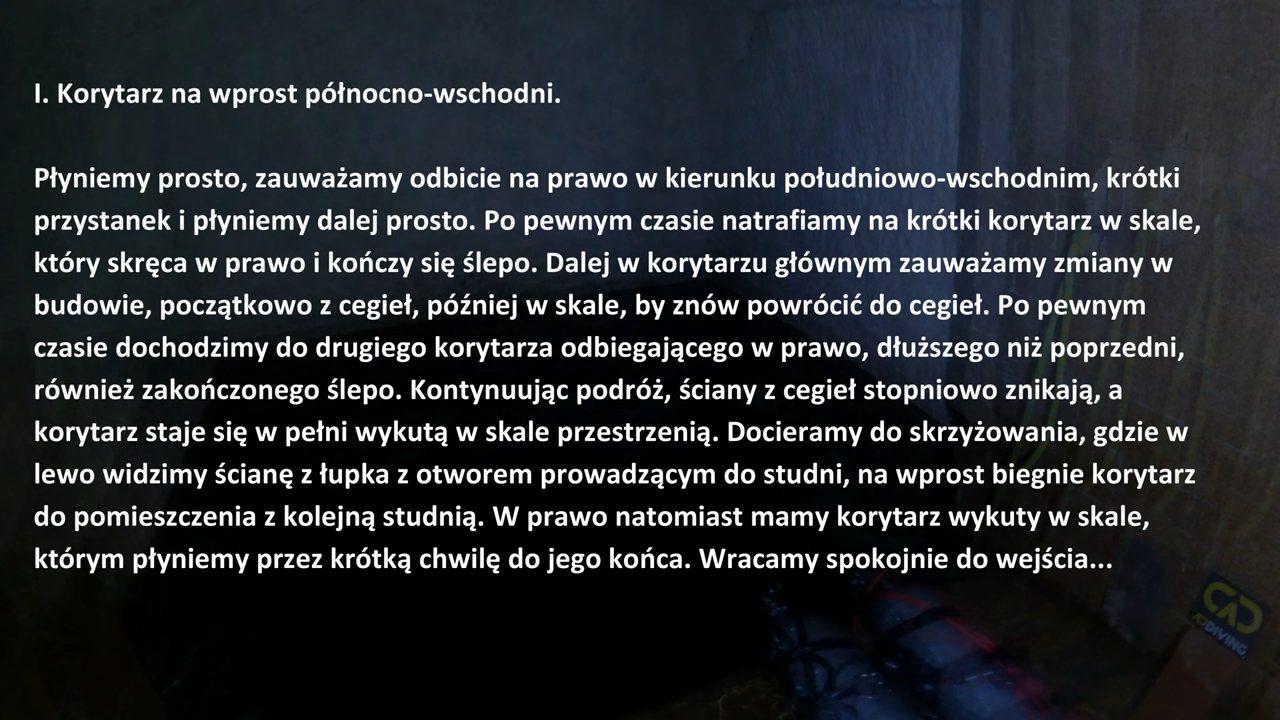 I. Korytarz na wprost północno-wschodni.
Płyniemy prosto, zauważamy odbicie na prawo w kierunku południowo-wschodnim, krótki
przystanek i płyniemy dalej prosto. Po pewnym czasie natrafiamy na krótki korytarz w skale,
który skręca w prawo i kończy się ślepo. Dalej w korytarzu głównym zauważamy zmiany w
budowie, początkowo z cegieł, później w skale, by znów powrócić do cegieł. Po pewnym
czasie dochodzimy do drugiego korytarza odbiegającego w prawo, dłuższego niż poprzedni,
również zakończonego ślepo. Kontynuując podróż, ściany z cegieł stopniowo znikają, a
korytarz staje się w pełni wykutą w skale przestrzenią. Docieramy do skrzyżowania, gdzie w
lewo widzimy ścianę z łupka z otworem prowadzącym do studni, na wprost biegnie korytarz
do pomieszczenia z kolejną studnią. W prawo natomiast mamy korytarz wykuty w skale,
którym płyniemy przez krótką chwilę do jego końca. Wracamy spokojnie do wejścia...
DIVING